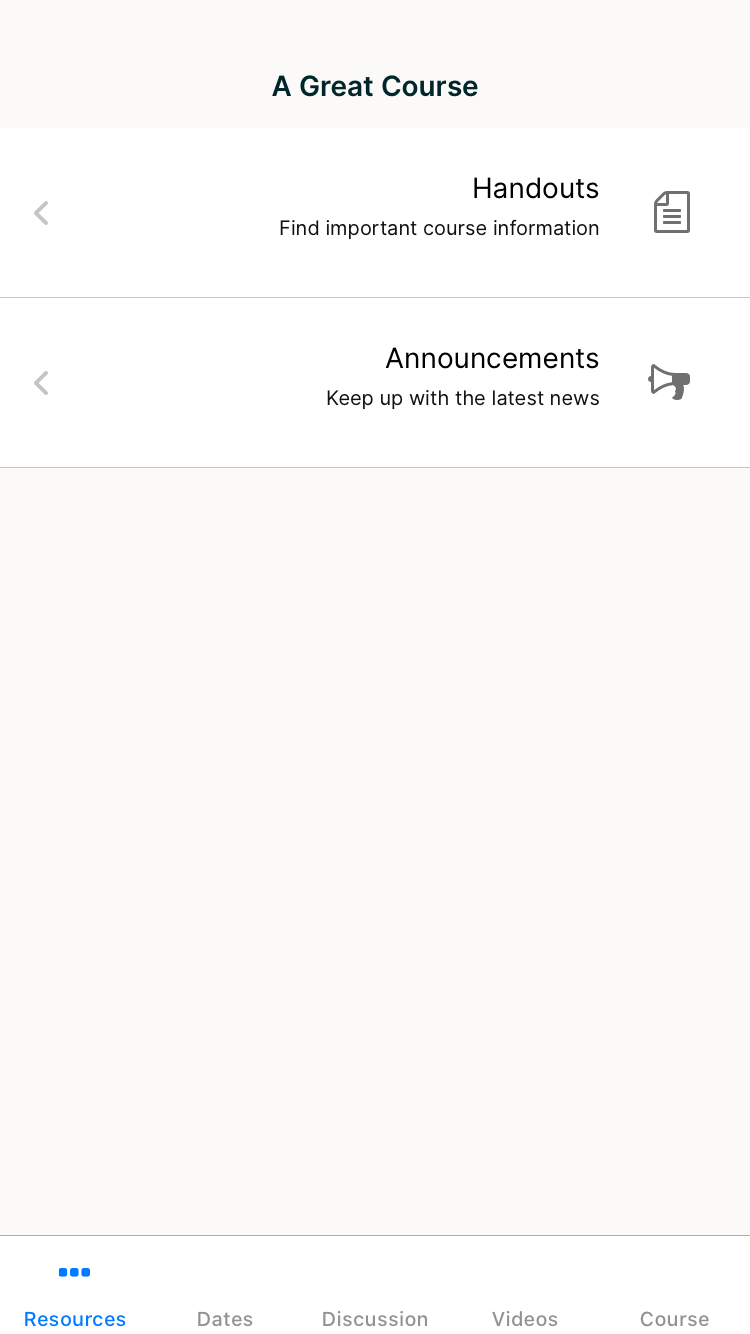 A Great Course
Handouts
Find important course information
Announcements
Keep up with the latest news
Resources
Dates
Discussion
Videos
Course